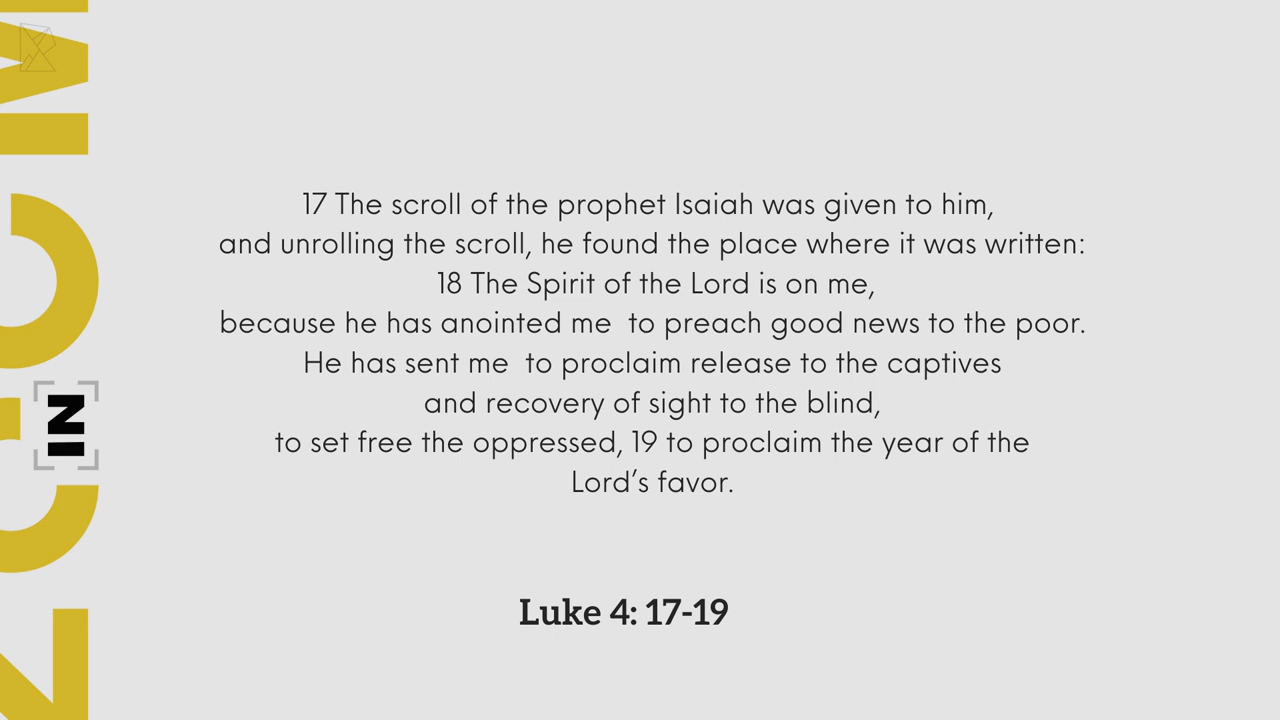 17 The scroll of the prophet Isaiah was given to him,
and unrolling the scroll, he found the place where it was written:
18 The Spirit of the Lord is on me,
because he has anointed me  to preach good news to the poor.
He has sent me  to proclaim release to the captives
and recovery of sight to the blind,
to set free the oppressed, 19 to proclaim the year of the
Lord’s favor.
Luke 4: 17-19
IN